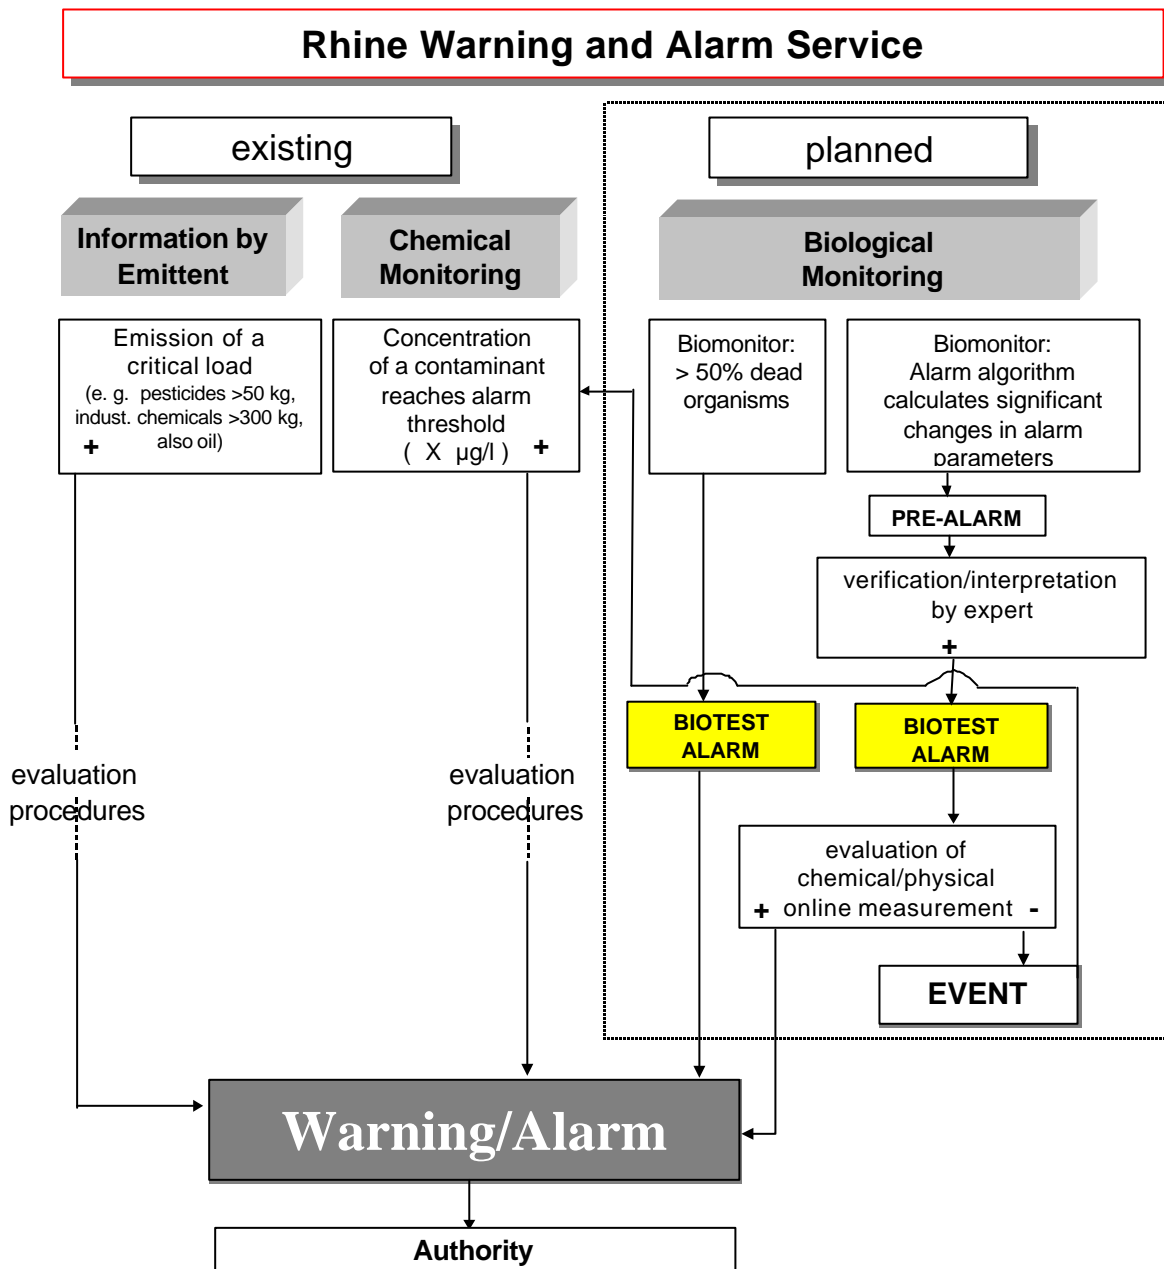 Rhine Warning and Alarm Service
existing
planned
Information by
Emittent
Chemical
Monitoring
Biological
Monitoring
Emission of a
critical load
(e. g. pesticides >50 kg,
indust. chemicals >300 kg,
also oil)
+
Concentration
of a contaminant
reaches alarm
threshold
( X µg/l ) +
Biomonitor:
> 50% dead
organisms
Biomonitor:
Alarm algorithm
calculates significant
changes in alarm
parameters
PRE-ALARM
verification/interpretation
by expert
+
BIOTEST
ALARM
BIOTEST
ALARM
evaluation
procedures
evaluation
procedures
evaluation of
chemical/physical
+ online measurement -
EVENT
Warning/Alarm
Authority